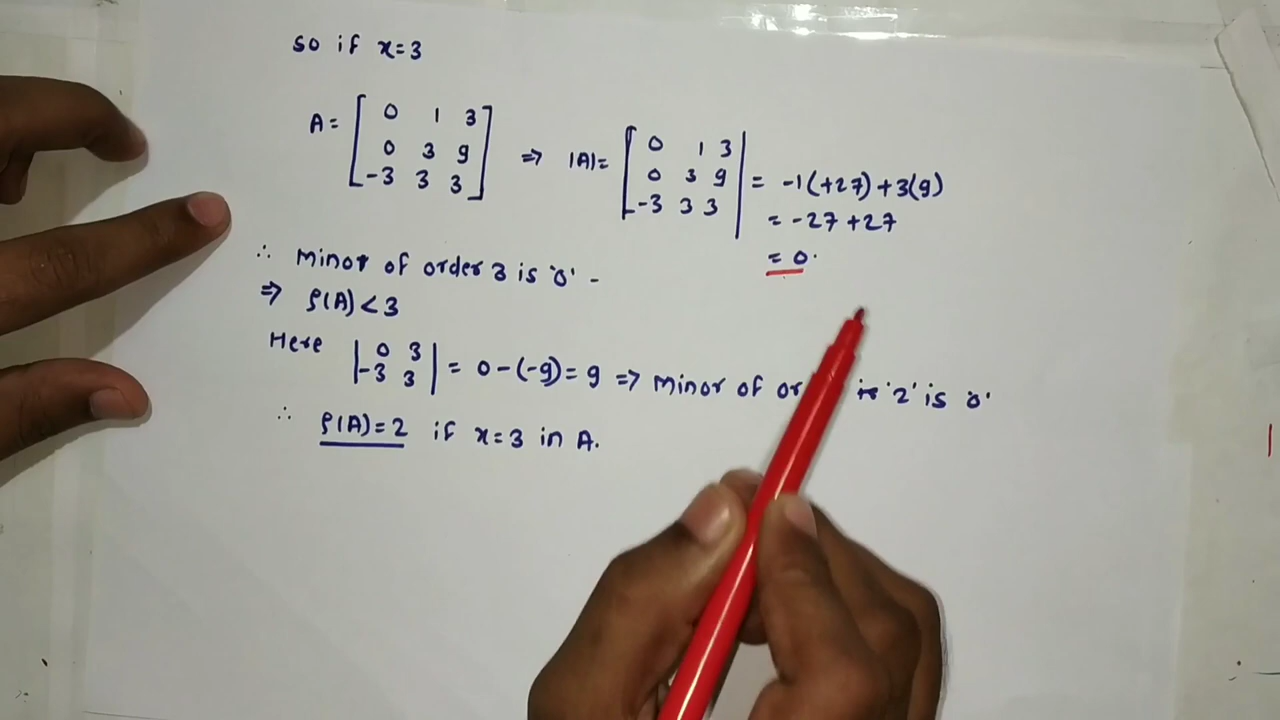 so if x=3
A= [ 0 1 3
0 3 9
-3 3 3 ] => |A|= [ 0 1 3
0 3 9
-3 3 3 | = -1(+27)+3(9)
= -27+27
= 0.
∴ Minor of order 3 is '0' -
=> ρ(A)<3
Here | 0 3
-3 3 | = 0-(-9)= 9 => Minor of is '2' is '0'
∴ ρ(A)=2 if x=3 in A.